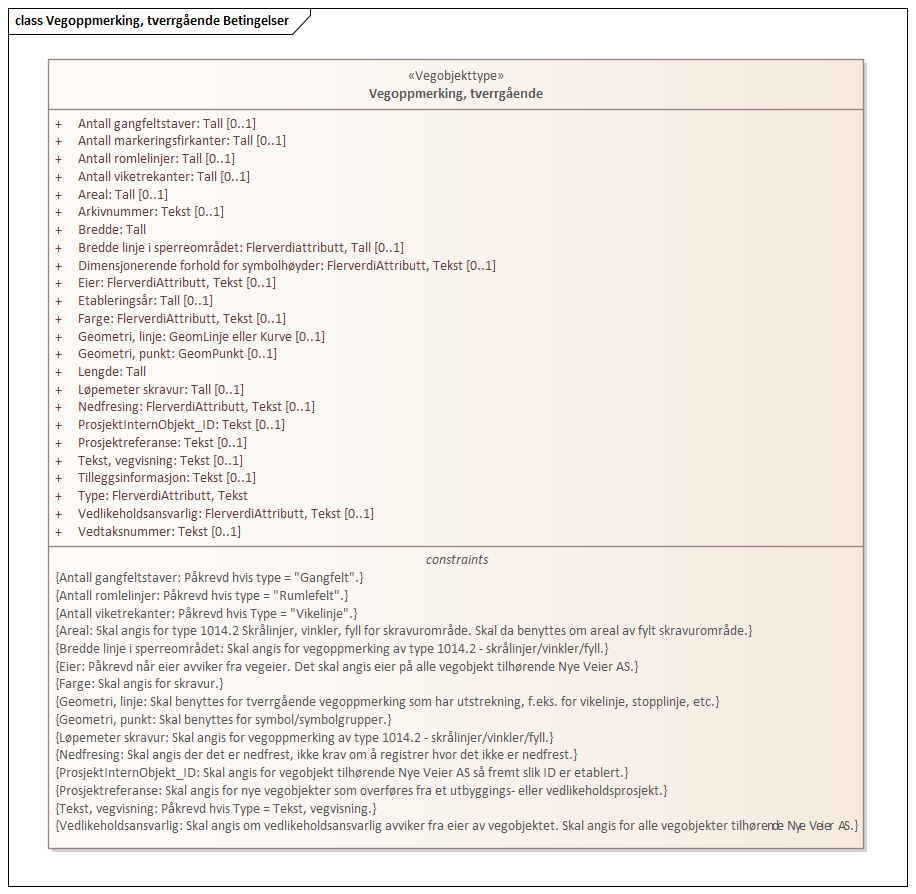 class Vegoppmerking, tverrgående Betingelser
«Vegobjekttype»
Vegoppmerking, tverrgående
+ Antall gangfeltstaver: Tall [0..1]
+ Antall markeringsfirkanter: Tall [0..1]
+ Antall romlelinjer: Tall [0..1]
+ Antall viketrekanter: Tall [0..1]
+ Areal: Tall [0..1]
+ Arkivnummer: Tekst [0..1]
+ Bredde: Tall
+ Bredde linje i sperreområdet: Flerverdiattributt, Tall [0..1]
+ Dimensjonerende forhold for symbolhøyder: FlerverdiAttributt, Tekst [0..1]
+ Eier: FlerverdiAttributt, Tekst [0..1]
+ Etableringsår: Tall [0..1]
+ Farge: FlerverdiAttributt, Tekst [0..1]
+ Geometri, linje: GeomLinje eller Kurve [0..1]
+ Geometri, punkt: GeomPunkt [0..1]
+ Lengde: Tall
+ Løpemeter skravur: Tall [0..1]
+ Nedfresing: FlerverdiAttributt, Tekst [0..1]
+ ProsjektInternObjekt_ID: Tekst [0..1]
+ Prosjektreferanse: Tekst [0..1]
+ Tekst, vegvisning: Tekst [0..1]
+ Tilleggsinformasjon: Tekst [0..1]
+ Type: FlerverdiAttributt, Tekst
+ Vedlikeholdsansvarlig: FlerverdiAttributt, Tekst [0..1]
+ Vedtaksnummer: Tekst [0..1]
constraints
{Antall gangfeltstaver: Påkrevd hvis type = "Gangfelt".}
{Antall romlelinjer: Påkrevd hvis type = "Rumlefelt".}
{Antall viketrekanter: Påkrevd hvis Type = "Vikelinje".}
{Areal: Skal angis for type 1014.2 Skrålinjer, vinkler, fyll for skravurområde. Skal da benyttes om areal av fylt skravurområde.}
{Bredde linje i sperreområdet: Skal angis for vegoppmerking av type 1014.2 - skrålinjer/vinkler/fyll.}
{Eier: Påkrevd når eier avviker fra vegeier. Det skal angis eier på alle vegobjekt tilhørende Nye Veier AS.}
{Farge: Skal angis for skravur.}
{Geometri, linje: Skal benyttes for tverrgående vegoppmerking som har utstrekning, f.eks. for vikelinje, stopplinje, etc.}
{Geometri, punkt: Skal benyttes for symbol/symbolgrupper.}
{Løpemeter skravur: Skal angis for vegoppmerking av type 1014.2 - skrålinjer/vinkler/fyll.}
{Nedfresing: Skal angis der det er nedfrest, ikke krav om å registrer hvor det ikke er nedfrest.}
{ProsjektInternObjekt_ID: Skal angis for vegobjekt tilhørende Nye Veier AS så fremt slik ID er etablert.}
{Prosjektreferanse: Skal angis for nye vegobjekter som overføres fra et utbyggings- eller vedlikeholdsprosjekt.}
{Tekst, vegvisning: Påkrevd hvis Type = Tekst, vegvisning.}
{Vedlikeholdsansvarlig: Skal angis om vedlikeholdsansvarlig avviker fra eier av vegobjektet. Skal angis for alle vegobjekter tilhørende Nye Veier AS.}